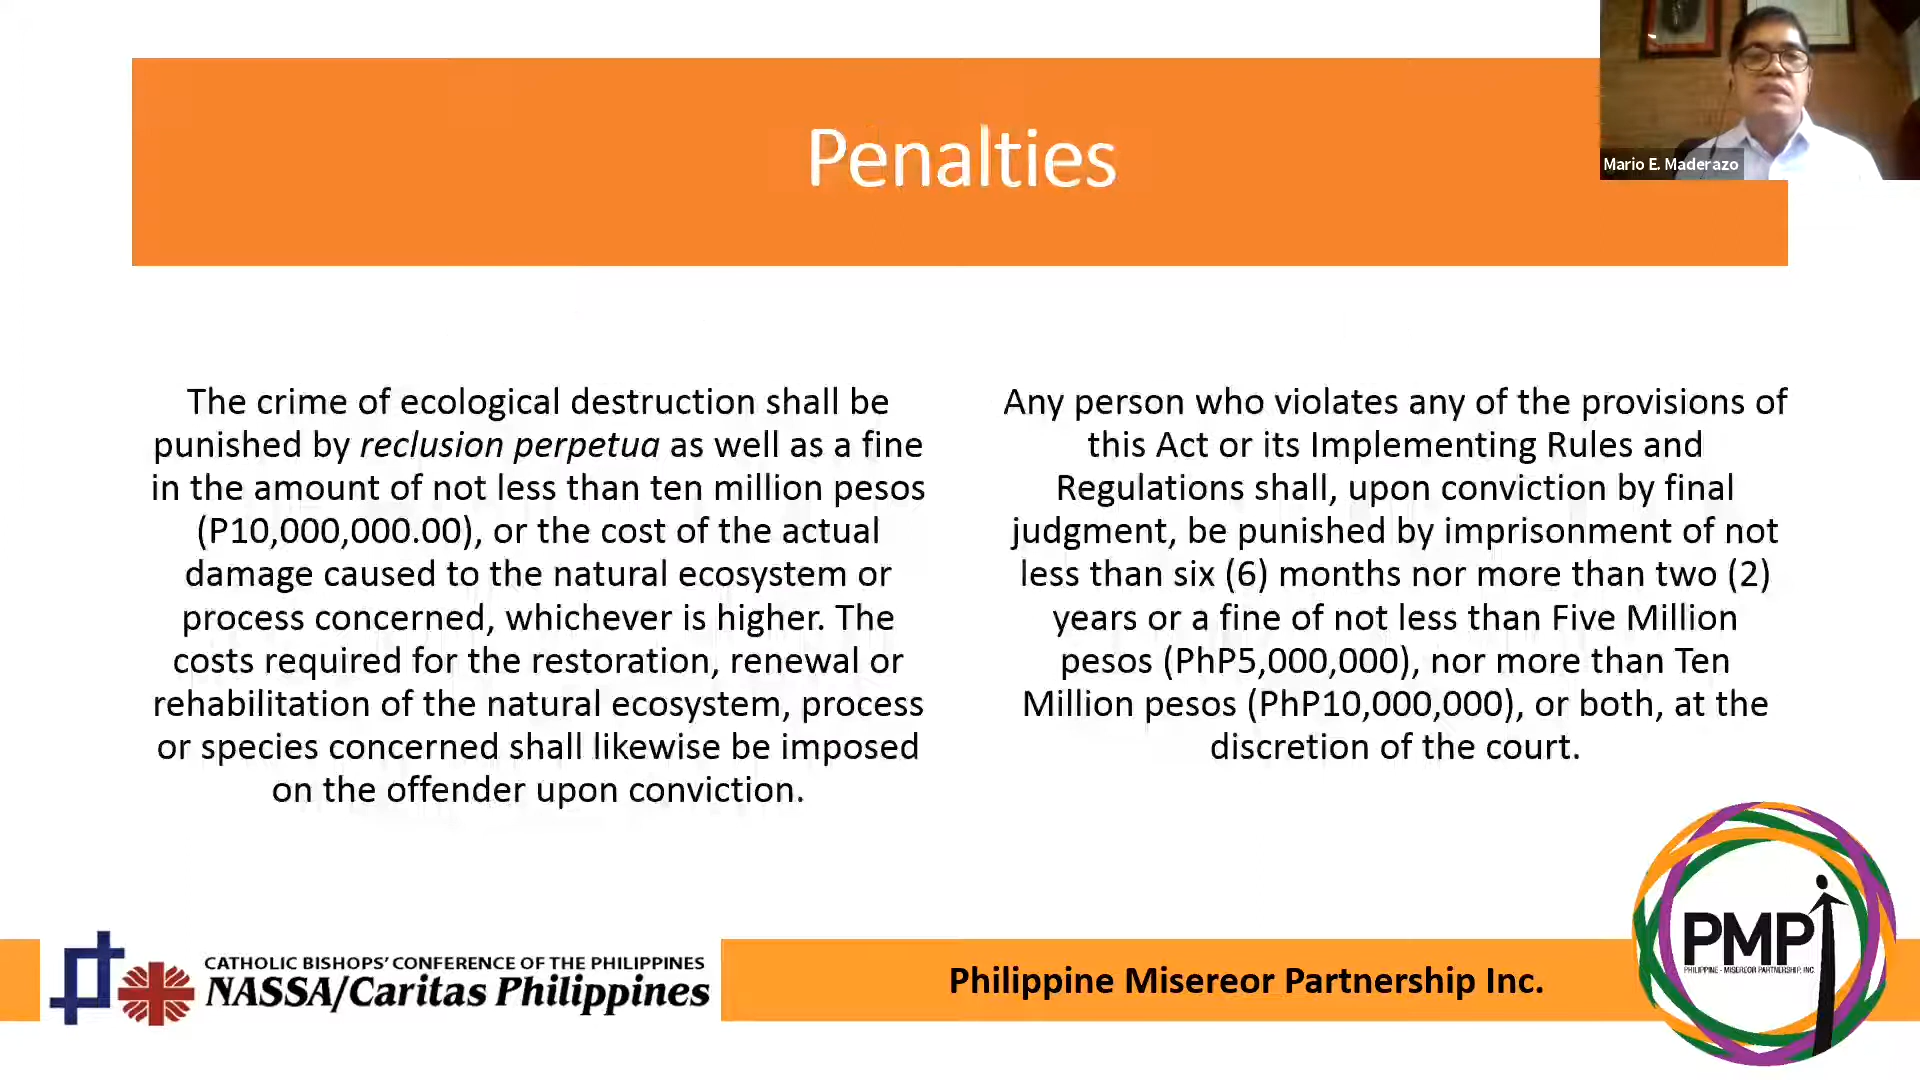 Penalties
Mario E. Maderazo
The crime of ecological destruction shall be
punished by reclusion perpetua as well as a fine
in the amount of not less than ten million pesos
(P10,000,000.00), or the cost of the actual
damage caused to the natural ecosystem or
process concerned, whichever is higher. The
costs required for the restoration, renewal or
rehabilitation of the natural ecosystem, process
or species concerned shall likewise be imposed
on the offender upon conviction.
Any person who violates any of the provisions of
this Act or its Implementing Rules and
Regulations shall, upon conviction by final
judgment, be punished by imprisonment of not
less than six (6) months nor more than two (2)
years or a fine of not less than Five Million
pesos (PhP5,000,000), nor more than Ten
Million pesos (PhP10,000,000), or both, at the
discretion of the court.
CATHOLIC BISHOPS' CONFERENCE OF THE PHILIPPINES
NASSA/Caritas Philippines
Philippine Misereor Partnership Inc.
PMPI
PHILIPPINE - MISEREOR PARTNERSHIP, INC.